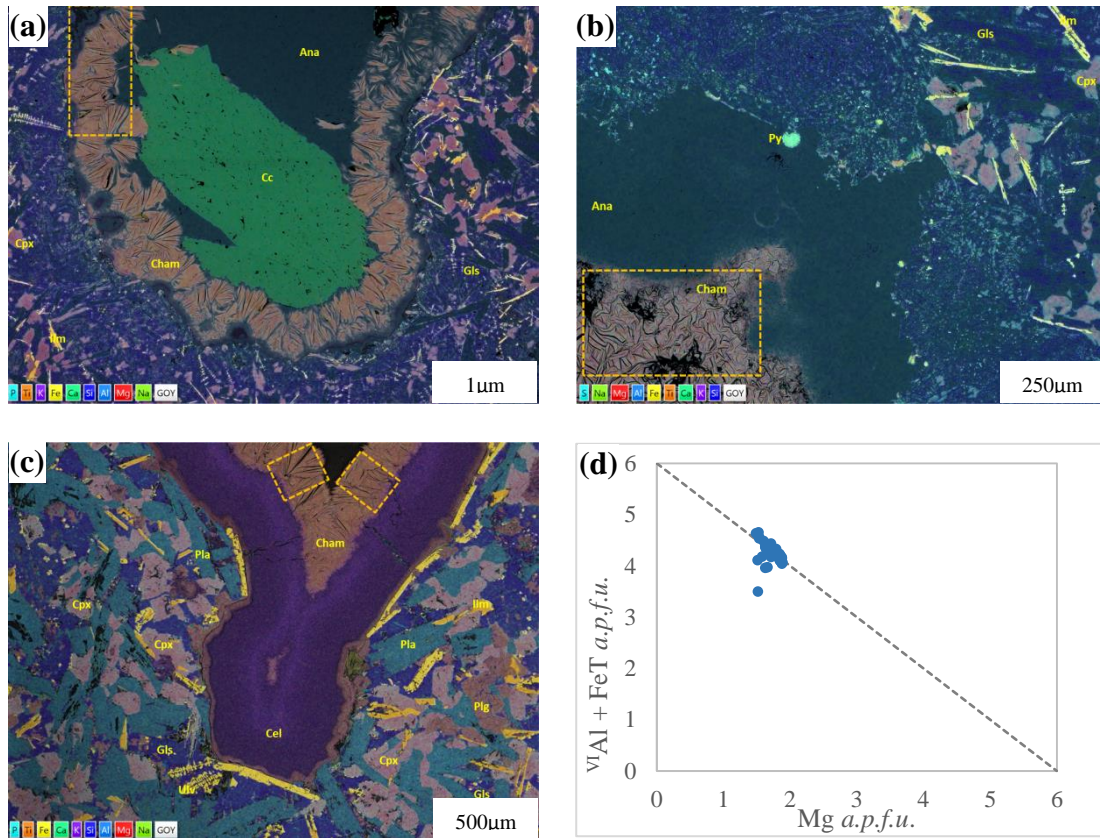 (a)
Ana
Cc
Cpx
Cham
Gls
Ilm
P Ti K Fe Ca Si Al Mg Na GOY
1µm
(b)
Ilm
Gls
Cpx
Py
Ana
Cham
S Na Mg Al Fe Ti Ca K Si GOY
250µm
(c)
Cham
Pla
Cpx
Ilm
Cpx
Pla
Plg
Cel
Gls
Cpx
Ulv
Gls
P Ti Fe Ca K Si Al Mg Na GOY
500µm
(d)
6
5
4
3
2
1
0
0 1 2 3 4 5 6
VIAl + FeT a.p.f.u.
Mg a.p.f.u.